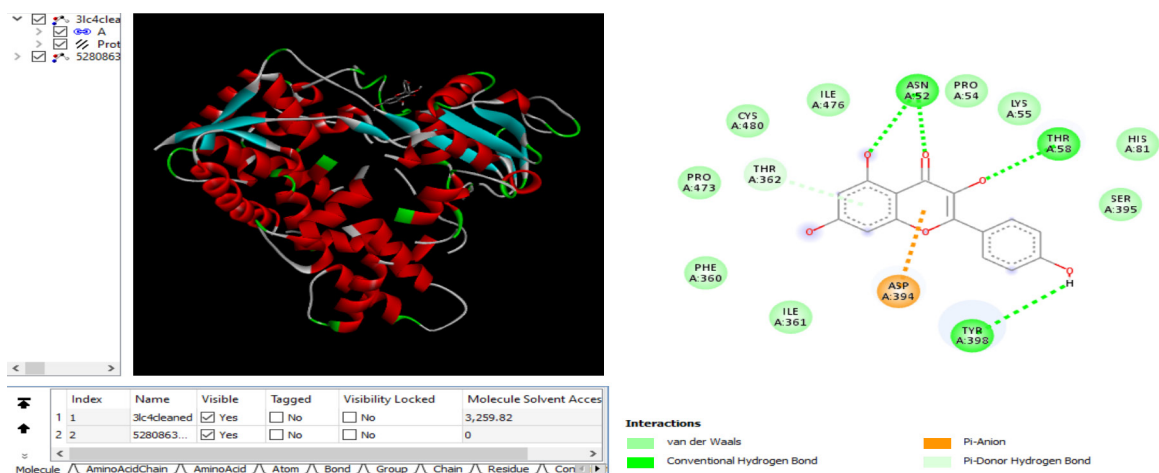 3lc4clea
A
Prot
5280863
Index Name Visible Tagged Visibility Locked Molecule Solvent Acces
1 1 3lc4cleaned Yes No No 3,259.82
2 2 5280863... Yes No No 0
Molecule AminoAcidChain AminoAcid Atom Bond Group Chain Residue Con
ILE
A:476
ASN
A:52
PRO
A:54
LYS
A:55
CYS
A:480
THR
A:58
HIS
A:81
PRO
A:473
THR
A:362
SER
A:395
O
O
O
O
O
O
H
PHE
A:360
ILE
A:361
ASP
A:394
TYR
A:398
Interactions
van der Waals
Conventional Hydrogen Bond
Pi-Anion
Pi-Donor Hydrogen Bond